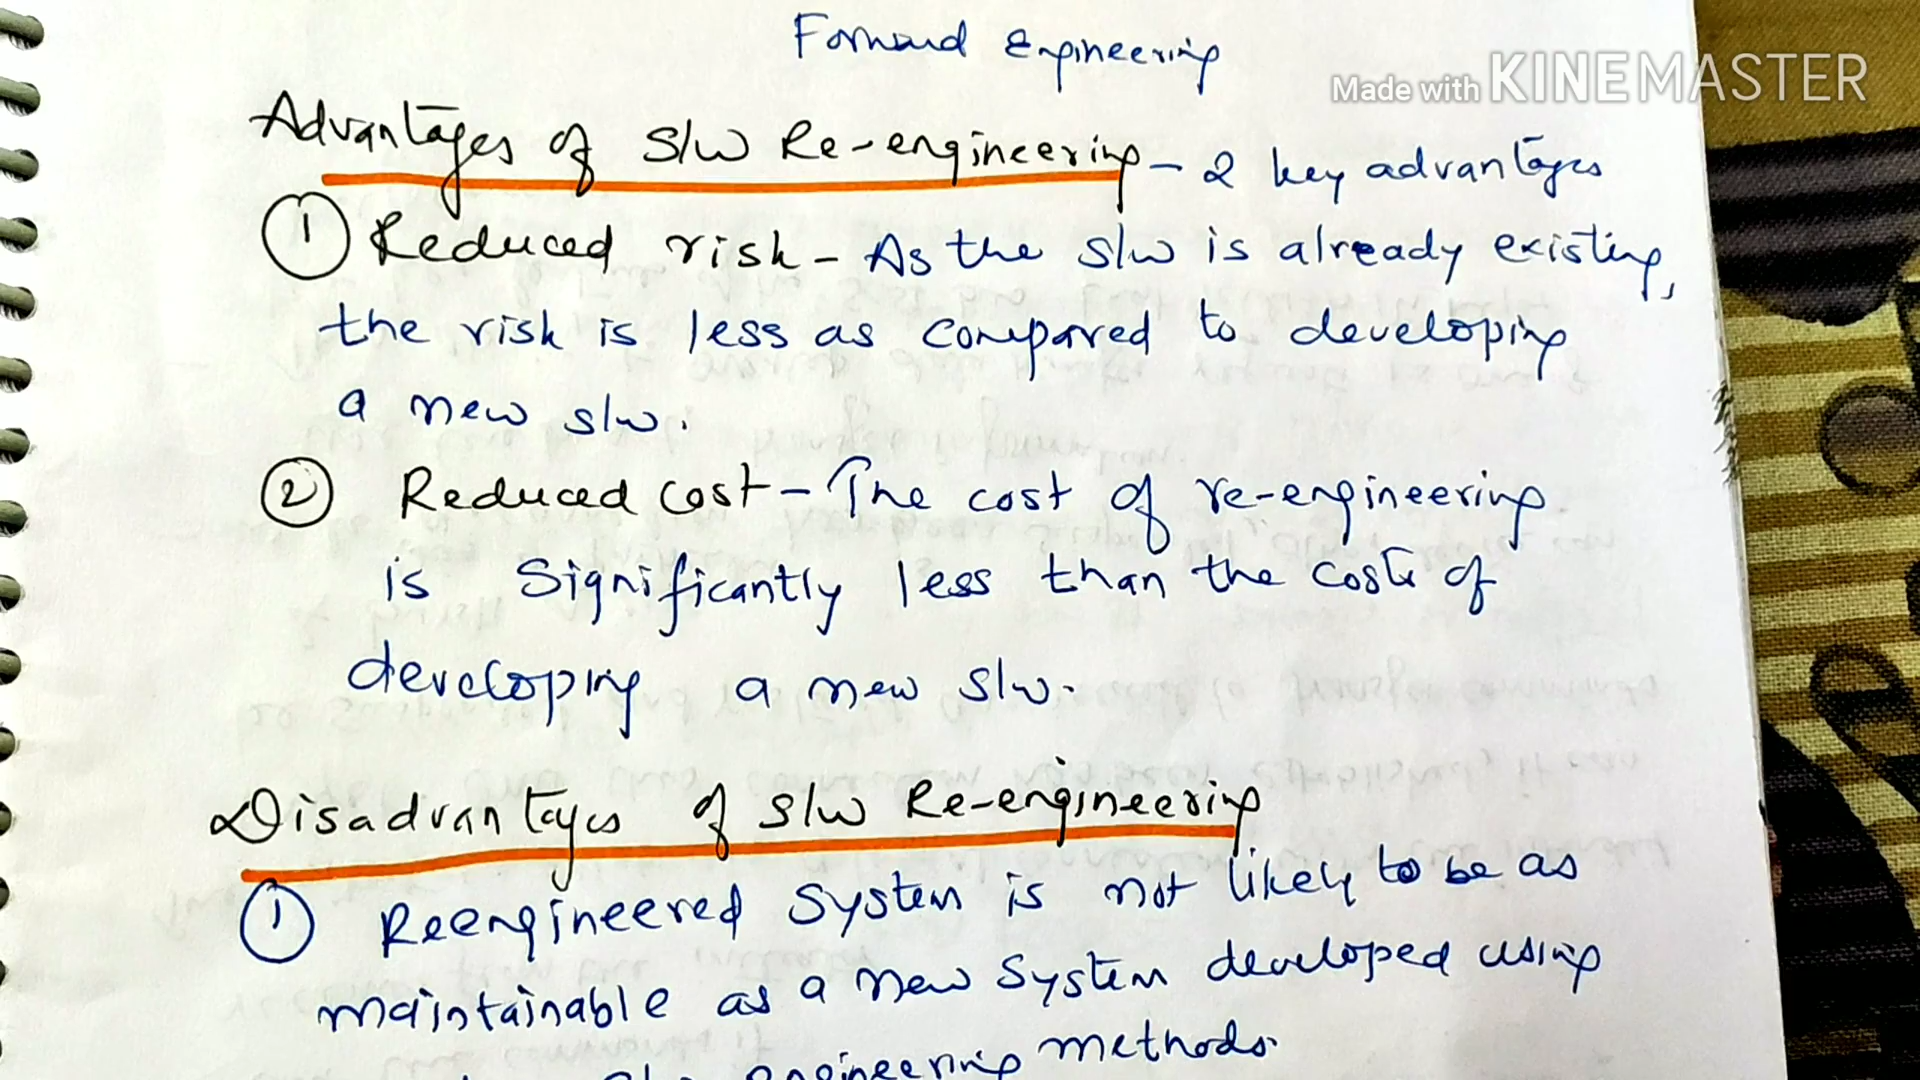 Forward Engineering
Made with KINEMASTER
Advantages of S/W Re-engineering - 2 key advantages
① Reduced risk - As the s/w is already existing,
the risk is less as compared to developing
a new s/w.
② Reduced cost - The cost of re-engineering
is significantly less than the costs of
developing a new s/w.
Disadvantages of S/W Re-engineering
① Reengineered System is not likely to be as
maintainable as a new System developed using
engineering methods.